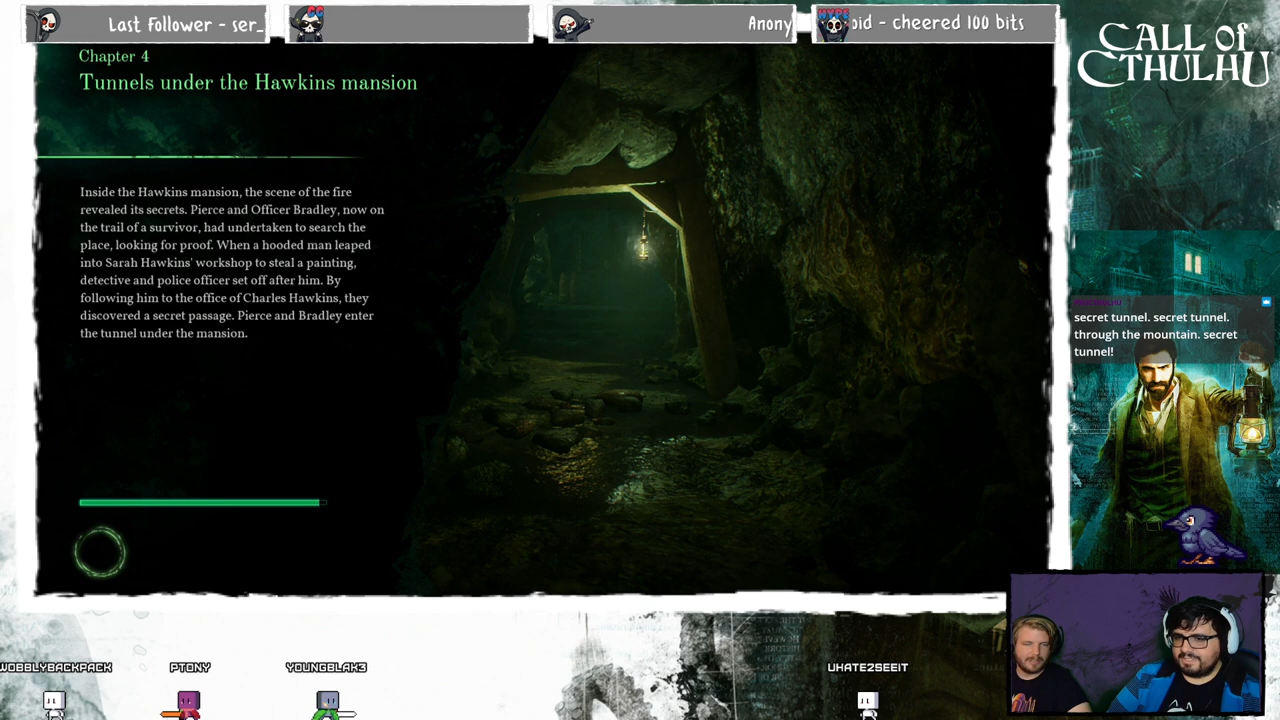 Last Follower - ser_
Anony
oid - cheered 100 bits
CALL of
CTHULHU
Chapter 4
Tunnels under the Hawkins mansion
Inside the Hawkins mansion, the scene of the fire
revealed its secrets. Pierce and Officer Bradley, now on
the trail of a survivor, had undertaken to search the
place, looking for proof. When a hooded man leaped
into Sarah Hawkins' workshop to steal a painting,
detective and police officer set off after him. By
following him to the office of Charles Hawkins, they
discovered a secret passage. Pierce and Bradley enter
the tunnel under the mansion.
secret tunnel. secret tunnel.
through the mountain. secret
tunnel!
WOBBLYBACKPACK
PTONY
YOUNGBLAK3
UHATE2SEEIT